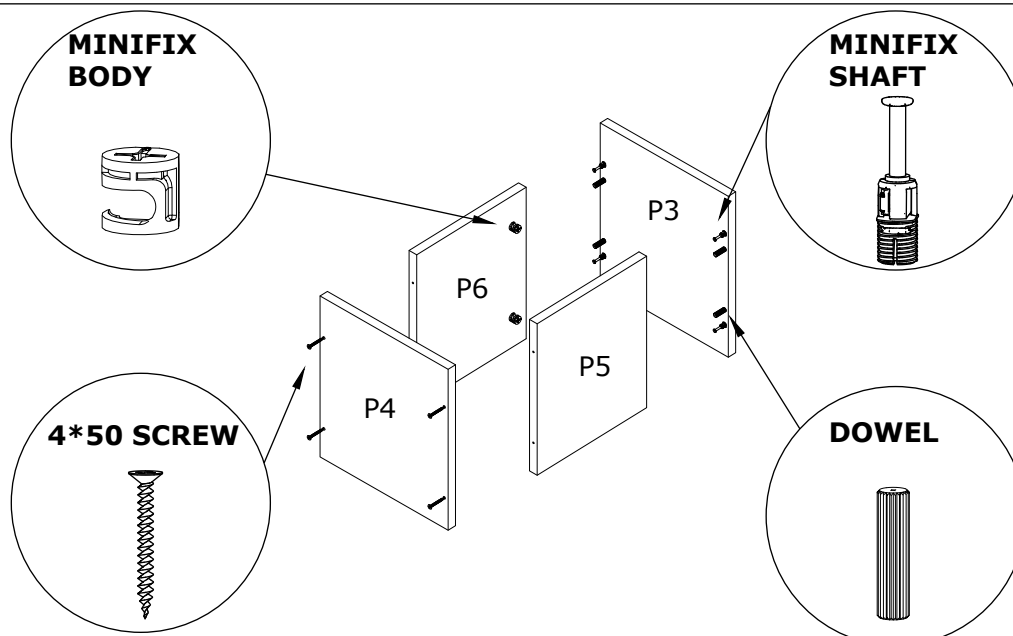 MINIFIX
BODY
MINIFIX
SHAFT
P3
P6
P5
P4
4*50 SCREW
DOWEL